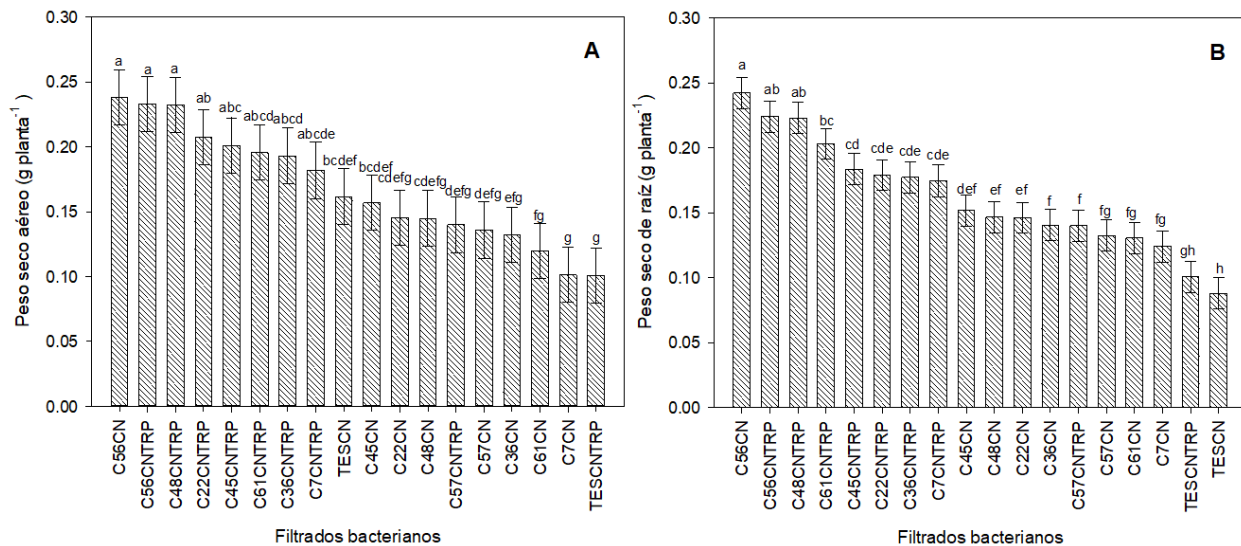 A
Peso seco aéreo (g planta-1 )
0.30
0.25
0.20
0.15
0.10
0.05
0.00
a
a
a
ab
abc
abcd
abcd
abcde
bcdef
bcdef
cdefg
cdefg
defg
defg
efg
fg
g
g
C56CN
C56CNTRP
C48CNTRP
C22CNTRP
C45CNTRP
C61CNTRP
C36CNTRP
C7CNTRP
TESCN
C45CN
C22CN
C48CN
C57CNTRP
C57CN
C36CN
C61CN
C7CN
TESCNTRP
Filtrados bacterianos
B
Peso seco de raíz (g planta-1 )
0.30
0.25
0.20
0.15
0.10
0.05
0.00
a
ab
ab
bc
cd
cde
cde
cde
def
ef
ef
f
f
fg
fg
fg
gh
h
C56CN
C56CNTRP
C48CNTRP
C61CNTRP
C45CNTRP
C22CNTRP
C36CNTRP
C7CNTRP
C45CN
C48CN
C22CN
C36CN
C57CNTRP
C57CN
C61CN
C7CN
TESCNTRP
TESCN
Filtrados bacterianos